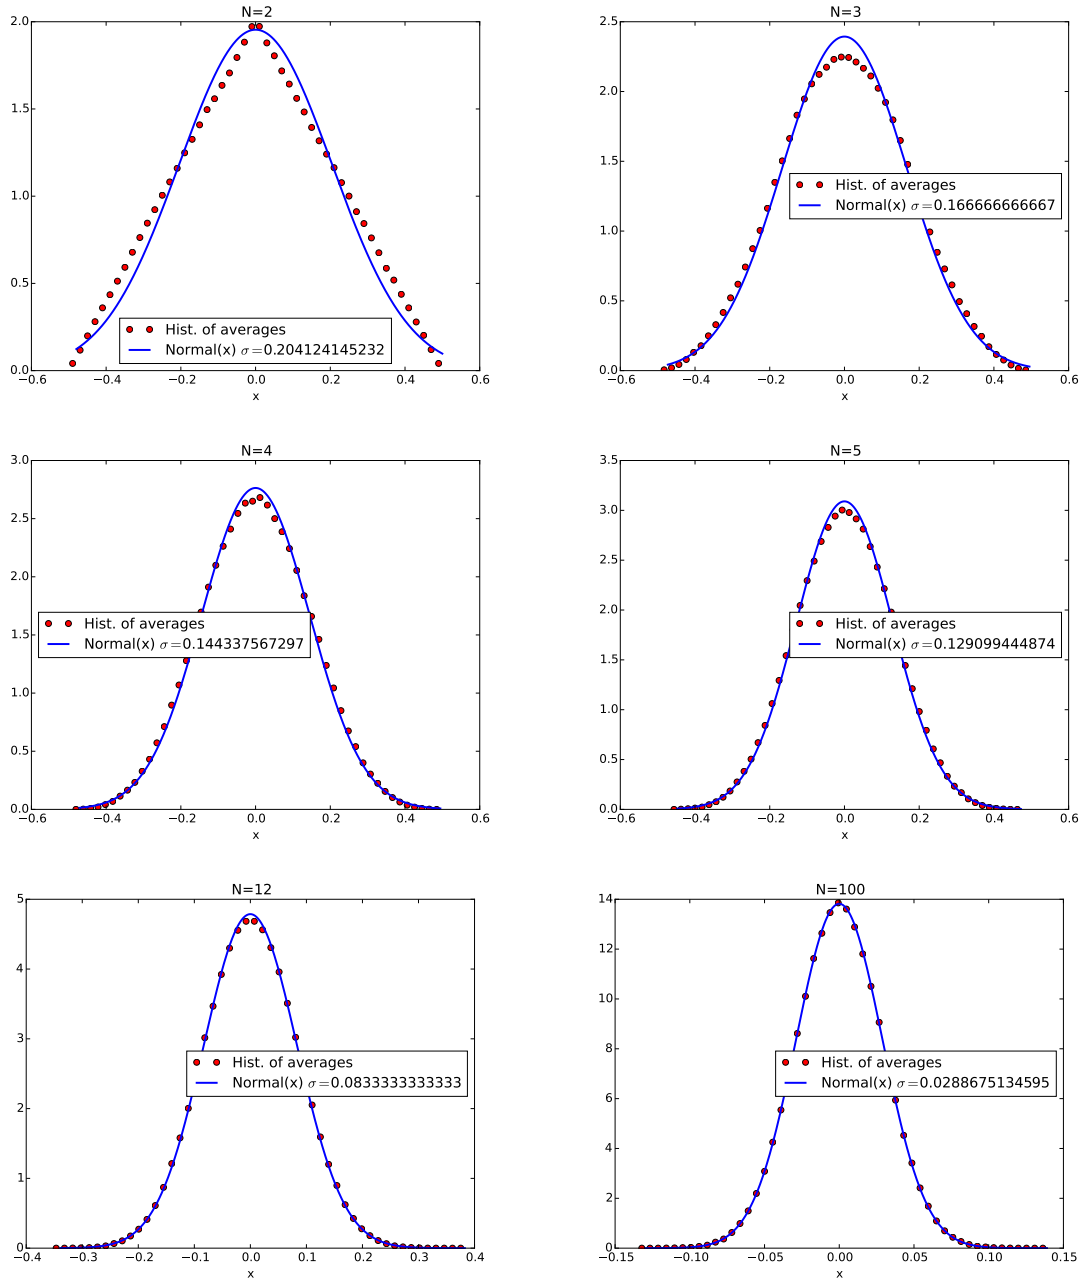 N=2
2.0
1.5
1.0
0.5
0.0
Hist. of averages
Normal(x) σ=0.204124145232
−0.6 −0.4 −0.2 0.0 0.2 0.4 0.6
x
N=3
2.5
2.0
1.5
1.0
0.5
0.0
Hist. of averages
Normal(x) σ=0.166666666667
−0.6 −0.4 −0.2 0.0 0.2 0.4 0.6
x
N=4
3.0
2.5
2.0
1.5
1.0
0.5
0.0
Hist. of averages
Normal(x) σ=0.144337567297
−0.6 −0.4 −0.2 0.0 0.2 0.4 0.6
x
N=5
3.5
3.0
2.5
2.0
1.5
1.0
0.5
0.0
Hist. of averages
Normal(x) σ=0.129099444874
−0.6 −0.4 −0.2 0.0 0.2 0.4 0.6
x
N=12
5
4
3
2
1
0
Hist. of averages
Normal(x) σ=0.0833333333333
−0.4 −0.3 −0.2 −0.1 0.0 0.1 0.2 0.3 0.4
x
N=100
14
12
10
8
6
4
2
0
Hist. of averages
Normal(x) σ=0.0288675134595
−0.15 −0.10 −0.05 0.00 0.05 0.10 0.15
x